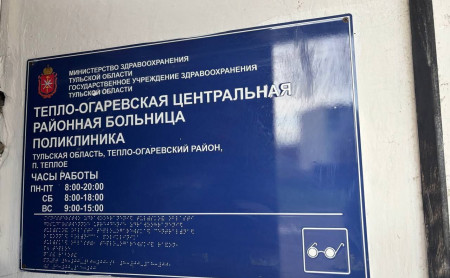 МИНИСТЕРСТВО ЗДРАВООХРАНЕНИЯ
ТУЛЬСКОЙ ОБЛАСТИ
ГОСУДАРСТВЕННОЕ УЧРЕЖДЕНИЕ ЗДРАВООХРАНЕНИЯ
ТУЛЬСКОЙ ОБЛАСТИ
ТЕПЛО-ОГАРЕВСКАЯ ЦЕНТРАЛЬНАЯ
РАЙОННАЯ БОЛЬНИЦА
ПОЛИКЛИНИКА
ТУЛЬСКАЯ ОБЛАСТЬ, ТЕПЛО-ОГАРЕВСКИЙ РАЙОН,
П. ТЕПЛОЕ
ЧАСЫ РАБОТЫ
ПН-ПТ 8:00-20:00
СБ 8:00-18:00
ВС 9:00-15:00